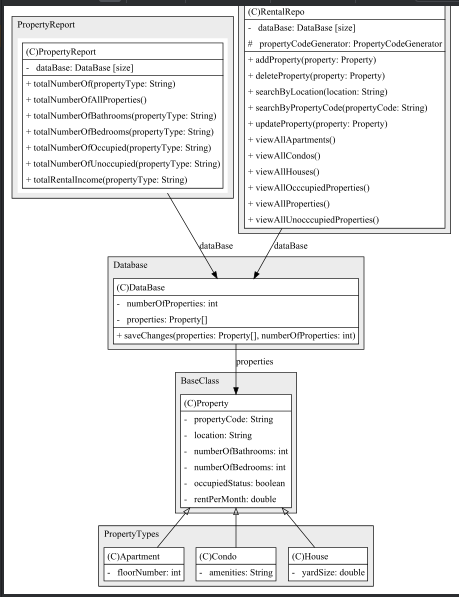 PropertyReport
(C)PropertyReport
- dataBase: DataBase [size]
+ totalNumberOf(propertyType: String)
+ totalNumberOfAllProperties()
+ totalNumberOfBathrooms(propertyType: String)
+ totalNumberOfBedrooms(propertyType: String)
+ totalNumberOfOccupied(propertyType: String)
+ totalNumberOfUnoccupied(propertyType: String)
+ totalRentalIncome(propertyType: String)
(C)RentalRepo
- dataBase: DataBase [size]
# propertyCodeGenerator: PropertyCodeGenerator
+ addProperty(property: Property)
+ deleteProperty(property: Property)
+ searchByLocation(location: String)
+ searchByPropertyCode(propertyCode: String)
+ updateProperty(property: Property)
+ viewAllApartments()
+ viewAllCondos()
+ viewAllHouses()
+ viewAllOcccupiedProperties()
+ viewAllProperties()
+ viewAllUnocccupiedProperties()
dataBase
dataBase
Database
(C)DataBase
- numberOfProperties: int
- properties: Property[]
+ saveChanges(properties: Property[], numberOfProperties: int)
properties
BaseClass
(C)Property
- propertyCode: String
- location: String
- numberOfBathrooms: int
- numberOfBedrooms: int
- occupiedStatus: boolean
- rentPerMonth: double
PropertyTypes
(C)Apartment
- floorNumber: int
(C)Condo
- amenities: String
(C)House
- yardSize: double